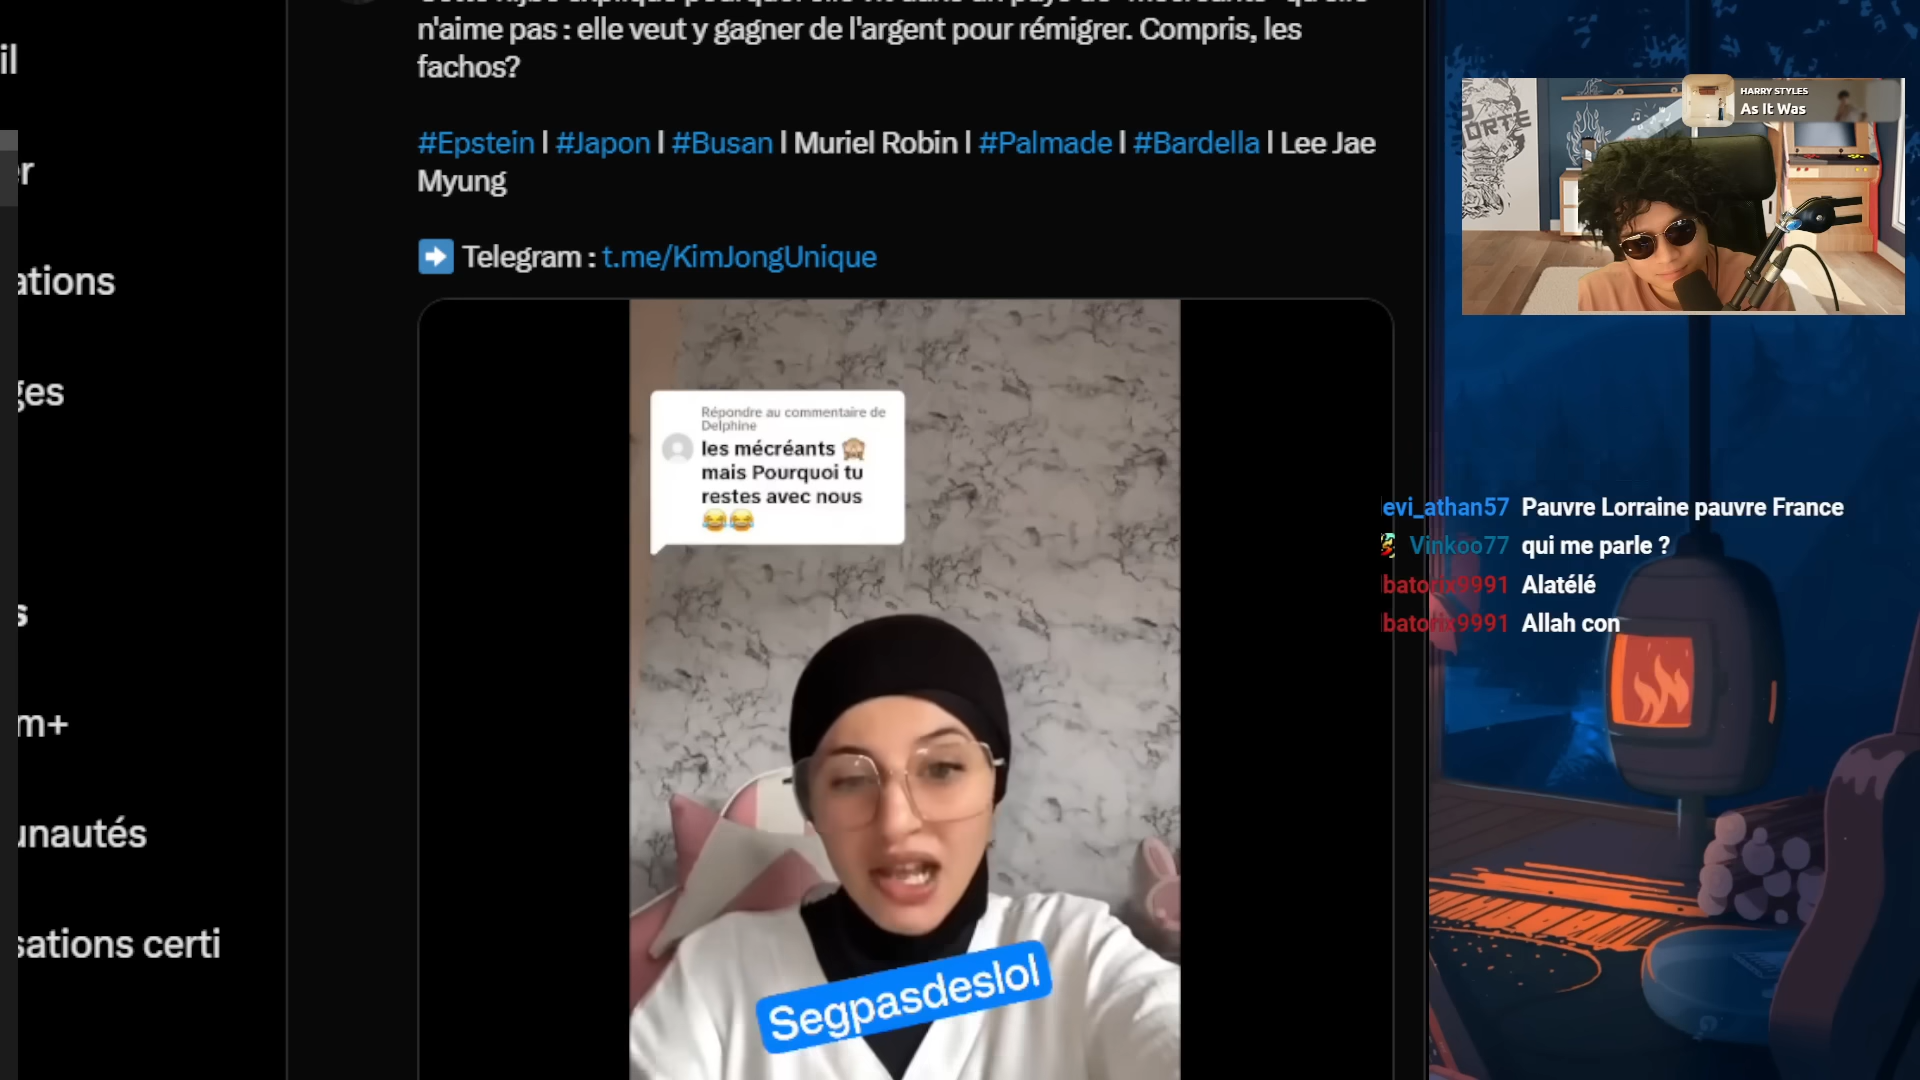 n'aime pas : elle veut y gagner de l'argent pour rémigrer. Compris, les
fachos?
#Epstein | #Japon | #Busan | Muriel Robin | #Palmade | #Bardella | Lee Jae
Myung
➡️ Telegram : t.me/KimJongUnique
il
er
ations
ges
s
m+
unautés
sations certi
Répondre au commentaire de
Delphine
les mécréants 🙈
mais Pourquoi tu
restes avec nous
😂😂
Segpasdeslol
HARRY STYLES
As It Was
ORTE
evi_athan57 Pauvre Lorraine pauvre France
Vinkoo77 qui me parle ?
lbatorix9991 Alatélé
lbatorix9991 Allah con